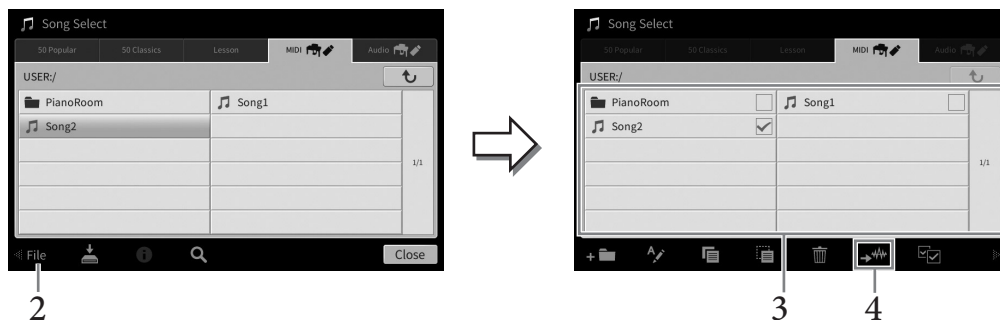 Song Select
50 Popular 50 Classics Lesson MIDI Audio
USER:/
PianoRoom Song1
Song2
1/1
File Close
2
Song Select
50 Popular 50 Classics Lesson MIDI Audio
USER:/
PianoRoom Song1
Song2
1/1
3 4